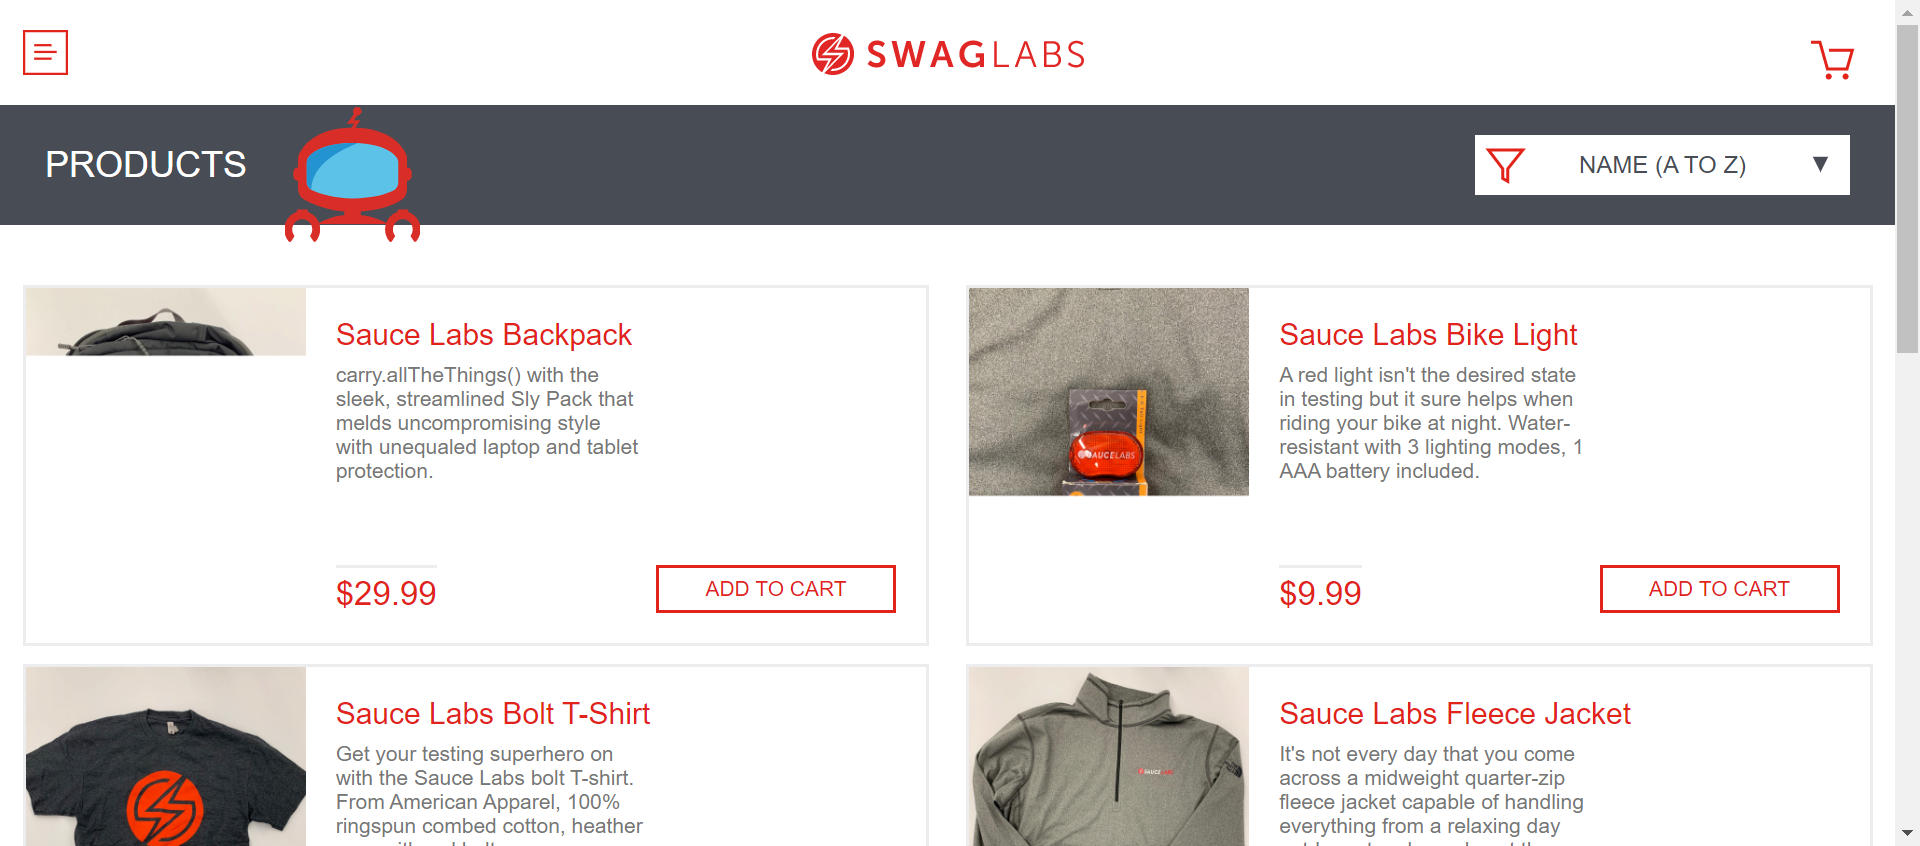 SWAGLABS
PRODUCTS
NAME (A TO Z)
Sauce Labs Backpack
carry.allTheThings() with the
sleek, streamlined Sly Pack that
melds uncompromising style
with unequaled laptop and tablet
protection.
$29.99
ADD TO CART
SAUCELABS
Sauce Labs Bike Light
A red light isn't the desired state
in testing but it sure helps when
riding your bike at night. Water-
resistant with 3 lighting modes, 1
AAA battery included.
$9.99
ADD TO CART
Sauce Labs Bolt T-Shirt
Get your testing superhero on
with the Sauce Labs bolt T-shirt.
From American Apparel, 100%
ringspun combed cotton, heather
SAUCELABS
Sauce Labs Fleece Jacket
It's not every day that you come
across a midweight quarter-zip
fleece jacket capable of handling
everything from a relaxing day